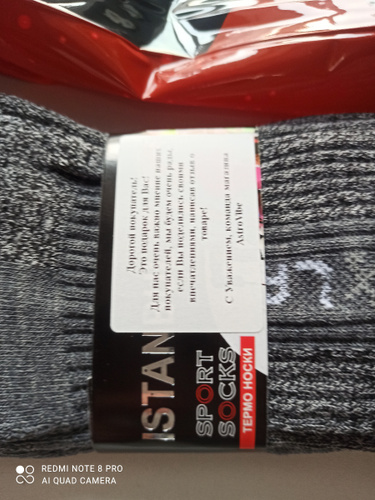 Дорогой покупатель!
Это подарок для Вас!
Для нас очень важно мнение наших
покупателей, мы будем очень рады,
если Вы поделились своими
впечатлениями, написав отзыв о
товаре!
С Уважением, команда магазина
AstroVibe
ISTAN
SPORT
SOCKS
ТЕРМО НОСКИ
REDMI NOTE 8 PRO
AI QUAD CAMERA